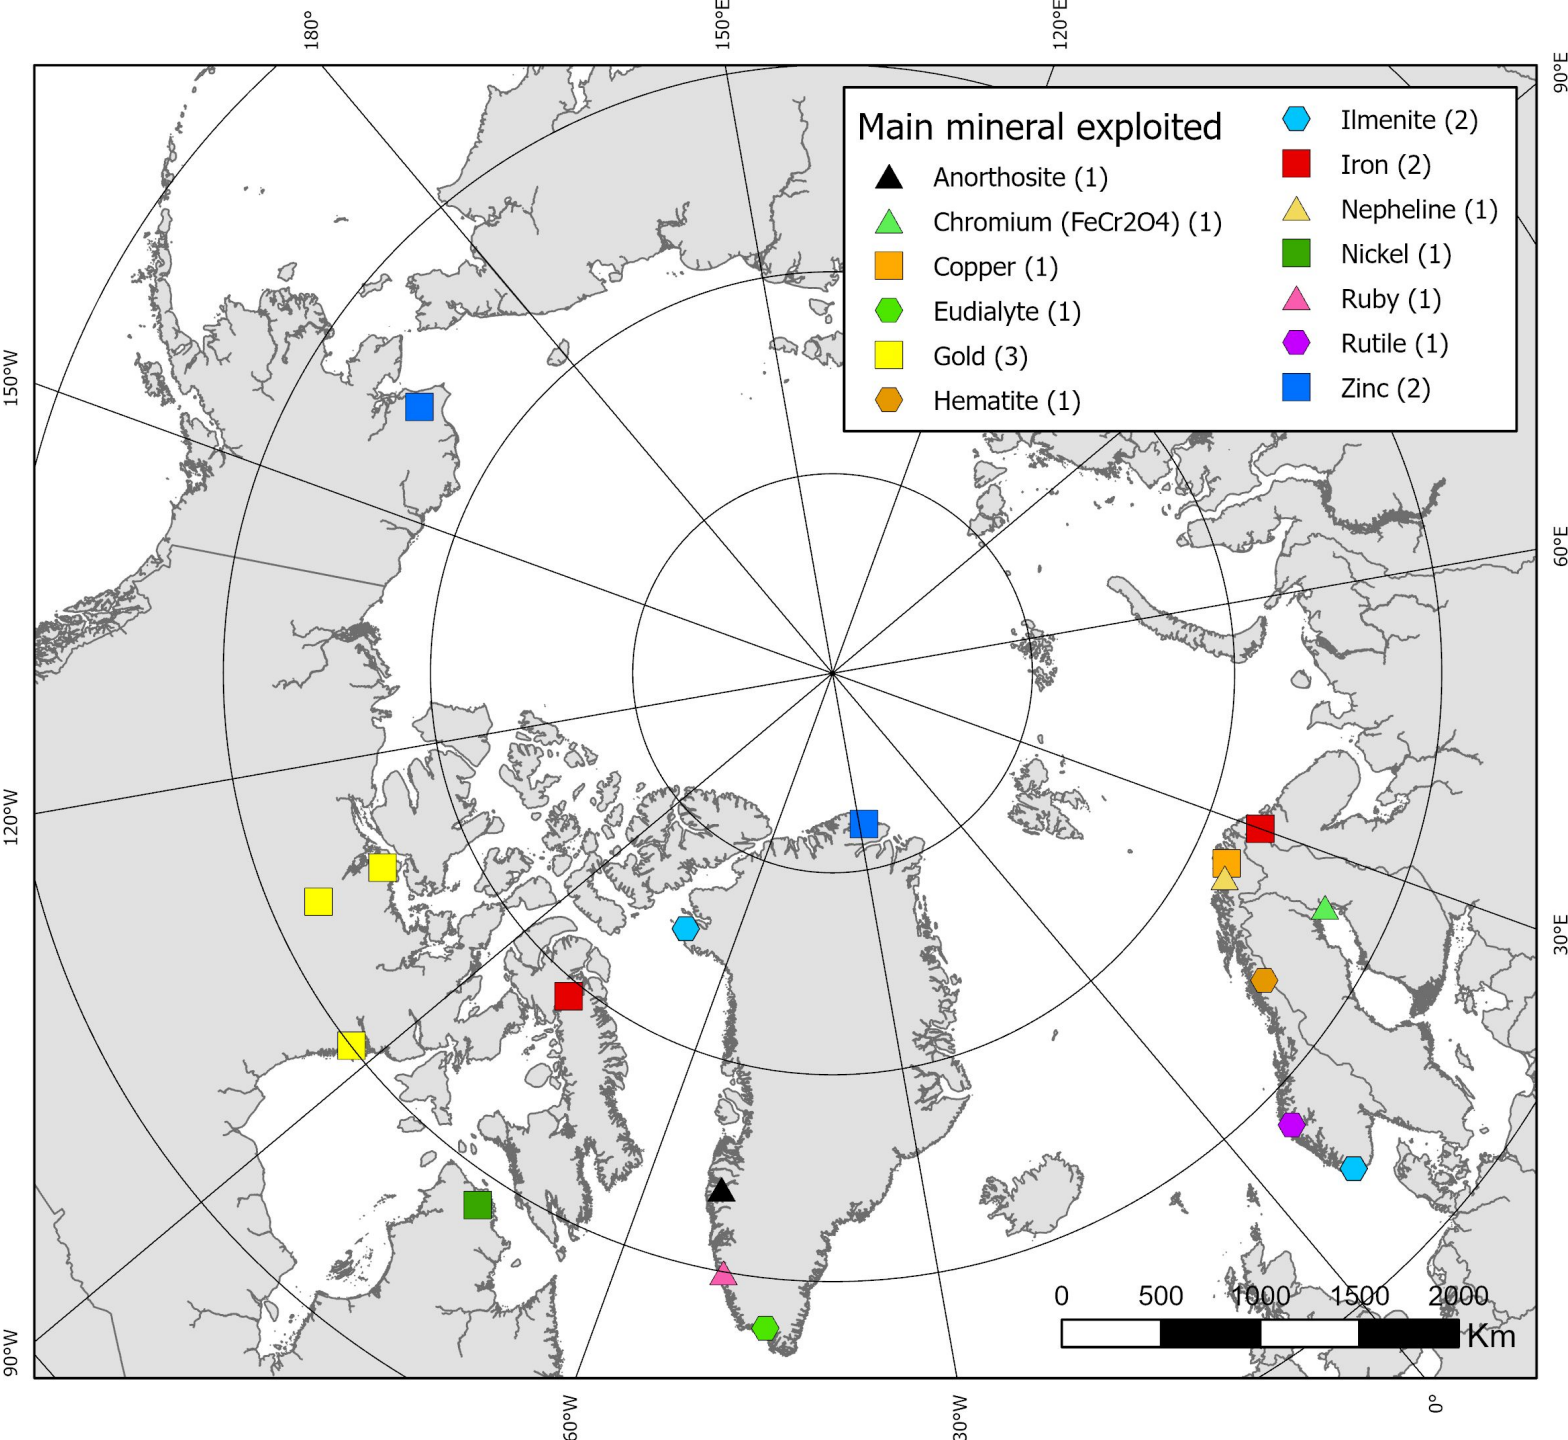 180°
150°E
120°E
90°E
Main mineral exploited
Anorthosite (1)
Chromium (FeCr2O4) (1)
Copper (1)
Eudialyte (1)
Gold (3)
Hematite (1)
Ilmenite (2)
Iron (2)
Nepheline (1)
Nickel (1)
Ruby (1)
Rutile (1)
Zinc (2)
150°W
60°E
120°W
30°E
0 500 1000 1500 2000
Km
90°W
60°W
30°W
0°